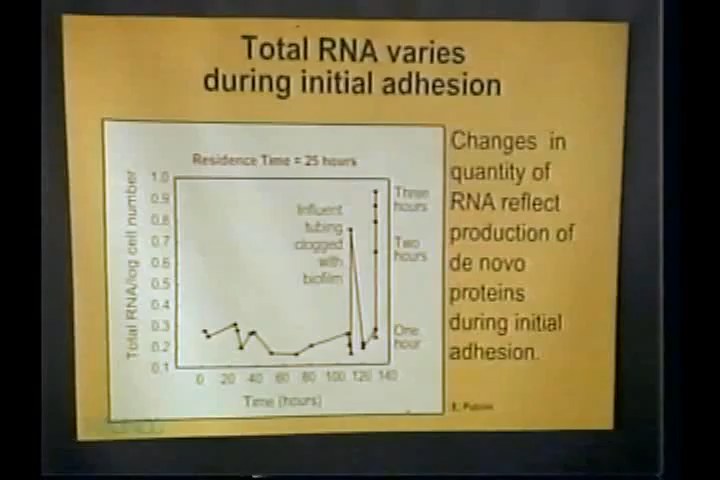 Total RNA varies
during initial adhesion
Residence Time = 25 hours
Total RNA/log cell number
1.0
0.9
0.8
0.7
0.6
0.5
0.4
0.3
0.2
0.1
Influent
tubing
clogged
with
biofilm
Three
hours
Two
hours
One
hour
0 20 40 60 80 100 120 140
Time (hours)
Changes in
quantity of
RNA reflect
production of
de novo
proteins
during initial
adhesion.